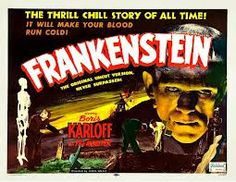 THE THRILL CHILL STORY OF ALL TIME!
IT WILL MAKE YOUR BLOOD
RUN COLD!
FRANKENSTEIN
THE ORIGINAL UNCUT VERSION,
NEVER SURPASSED!
Boris
KARLOFF